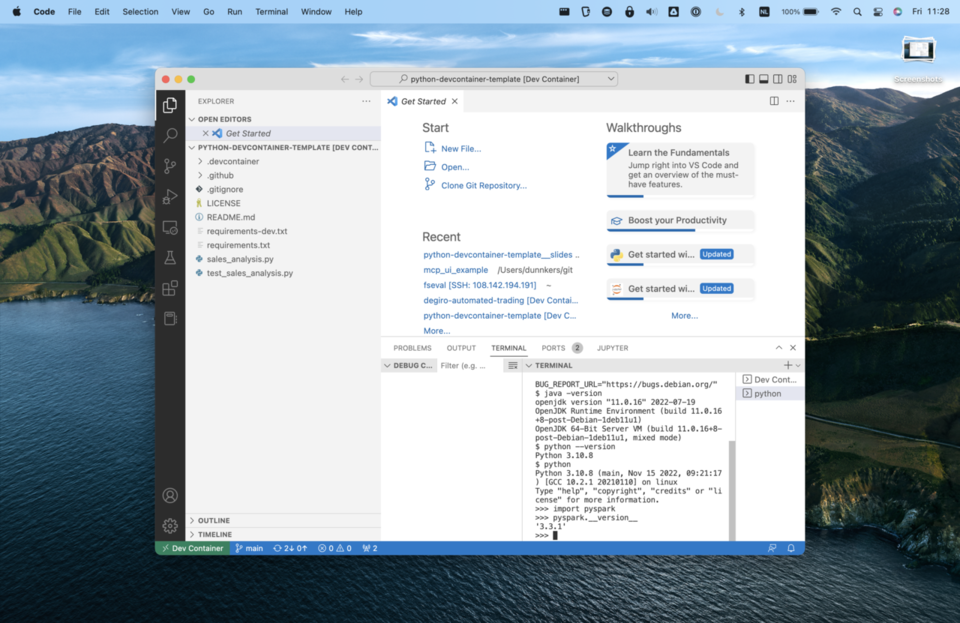 Code File Edit Selection View Go Run Terminal Window Help
NL 100% Fri 11:28
Screenshots
python-devcontainer-template [Dev Container]
EXPLORER
OPEN EDITORS
Get Started
PYTHON-DEVCONTAINER-TEMPLATE [DEV CONT...
.devcontainer
.github
.gitignore
LICENSE
README.md
requirements-dev.txt
requirements.txt
sales_analysis.py
test_sales_analysis.py
OUTLINE
TIMELINE
Get Started
Start
New File...
Open...
Clone Git Repository...
Recent
python-devcontainer-template__slides ..
mcp_ui_example /Users/dunnkers/git
fseval [SSH: 108.142.194.191] ~
degiro-automated-trading [Dev Contai...
python-devcontainer-template [Dev C...
More...
Walkthroughs
Learn the Fundamentals
Jump right into VS Code and
get an overview of the must-
have features.
Boost your Productivity
Get started wi... Updated
Get started wi... Updated
More...
PROBLEMS OUTPUT TERMINAL PORTS 2 JUPYTER
DEBUG C... Filter (e.g. ...
TERMINAL
BUG_REPORT_URL="https://bugs.debian.org/"
$ java -version
openjdk version "11.0.16" 2022-07-19
OpenJDK Runtime Environment (build 11.0.16
+8-post-Debian-1deb11u1)
OpenJDK 64-Bit Server VM (build 11.0.16+8-
post-Debian-1deb11u1, mixed mode)
$ python --version
Python 3.10.8
$ python
Python 3.10.8 (main, Nov 15 2022, 09:21:17
) [GCC 10.2.1 20210110] on linux
Type "help", "copyright", "credits" or "li
cense" for more information.
>>> import pyspark
>>> pyspark.__version__
'3.3.1'
>>>
Dev Cont...
python
Dev Container main 2↓ 0↑ 0 0 2